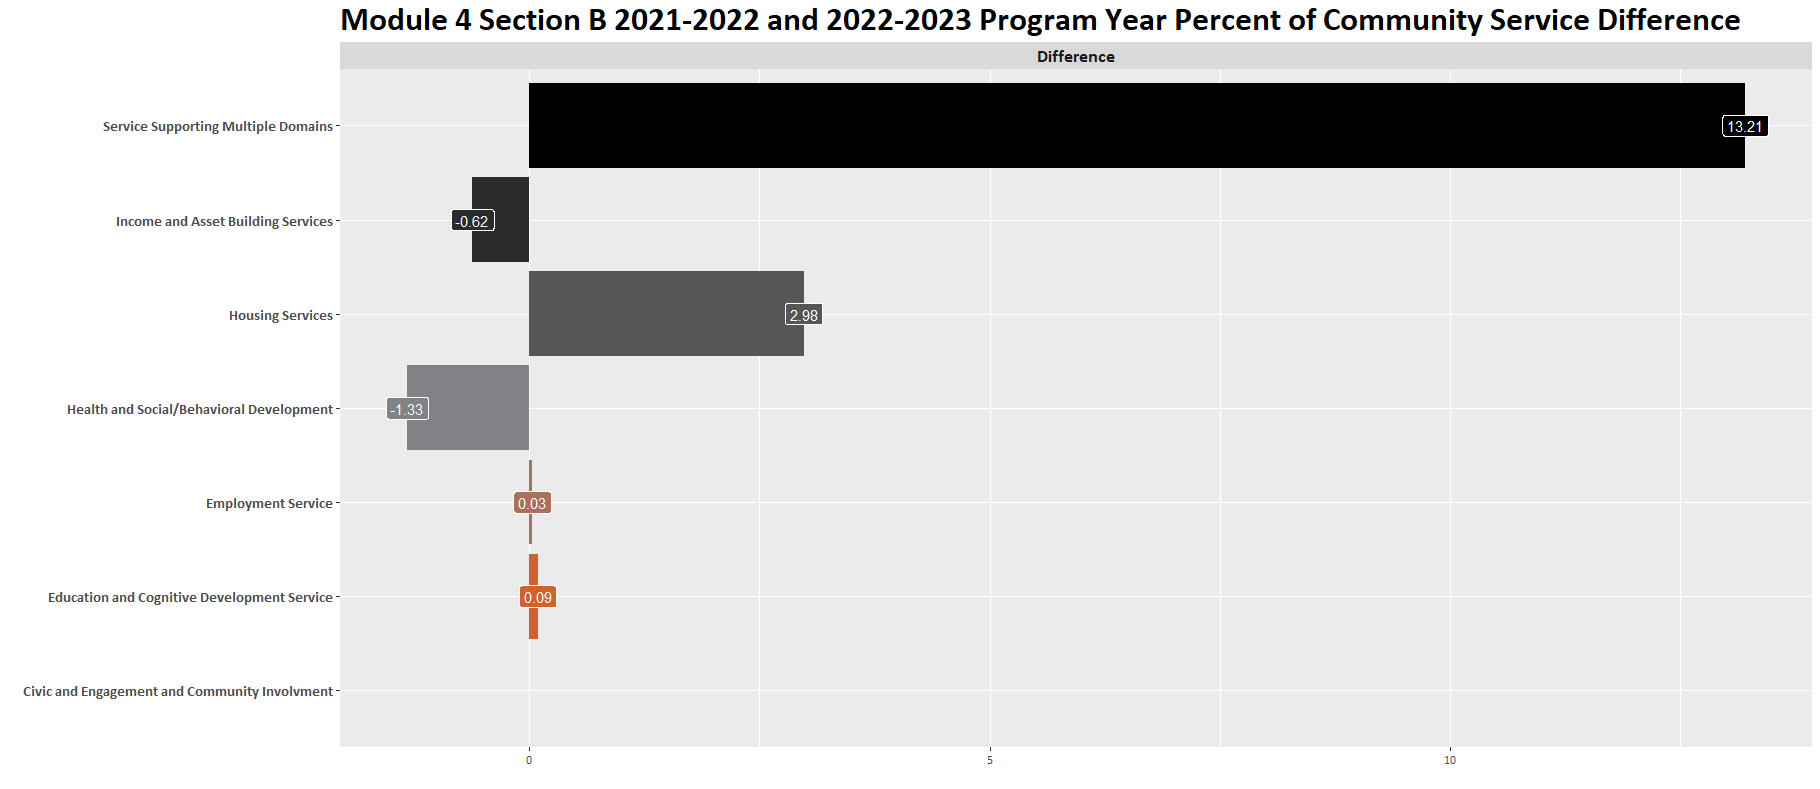 Module 4 Section B 2021-2022 and 2022-2023 Program Year Percent of Community Service Difference
Difference
Service Supporting Multiple Domains
13.21
Income and Asset Building Services
-0.62
Housing Services
2.98
Health and Social/Behavioral Development
-1.33
Employment Service
0.03
Education and Cognitive Development Service
0.09
Civic and Engagement and Community Involvment
0
5
10